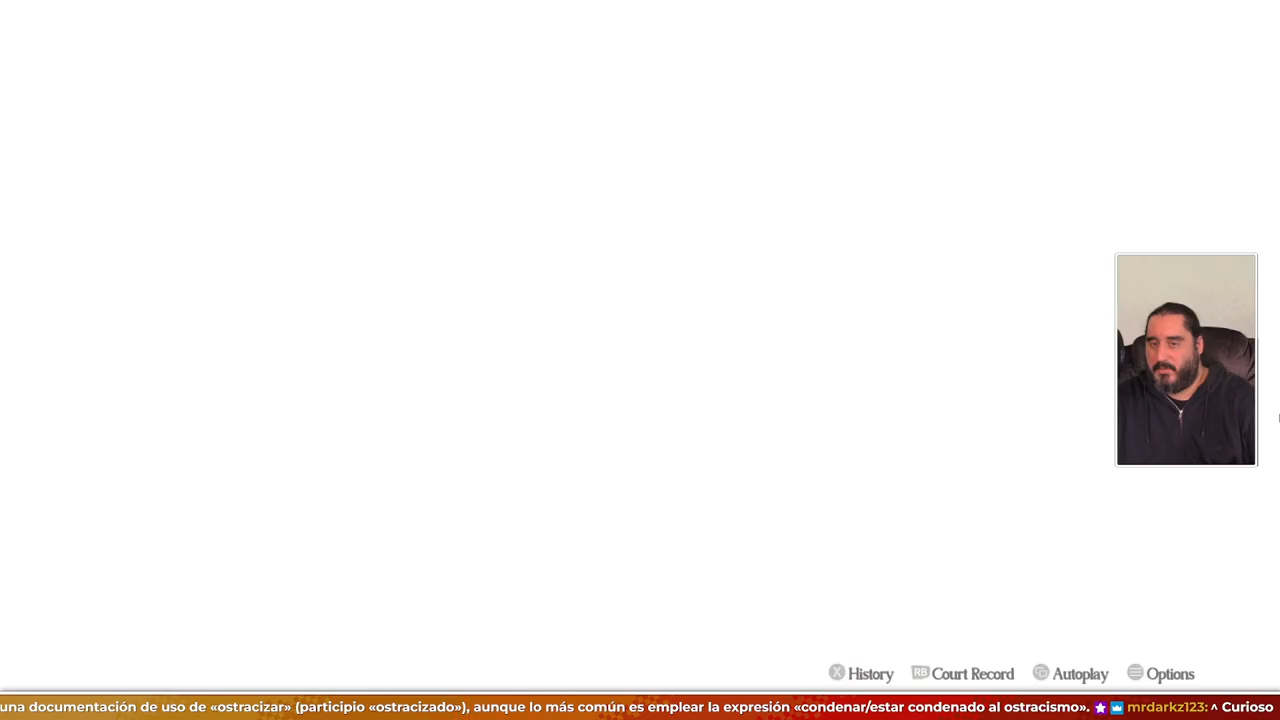 X History RB Court Record Autoplay Options
una documentación de uso de «ostracizar» (participio «ostracizado»), aunque lo más común es emplear la expresión «condenar/estar condenado al ostracismo». mrdarkz123: ^ Curioso